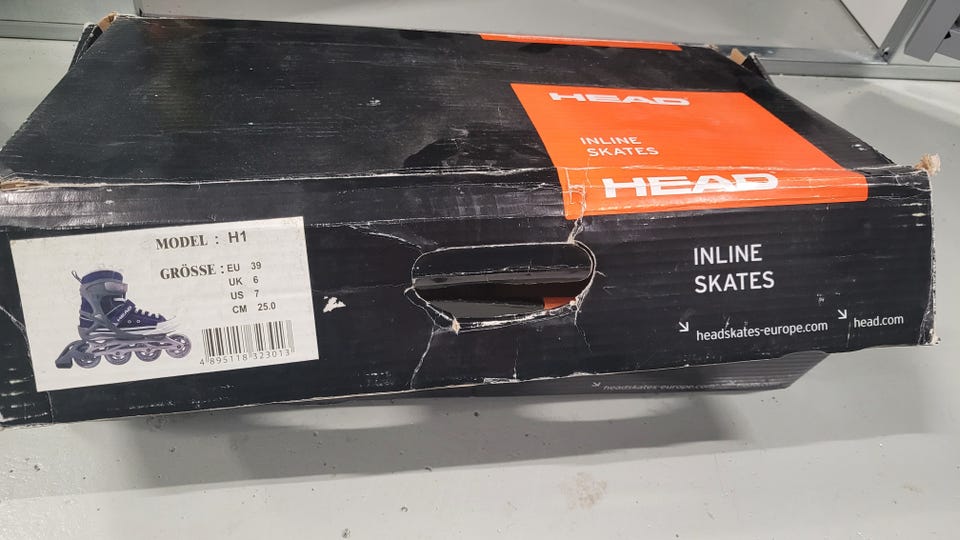 HEAD
INLINE
SKATES
HEAD
INLINE
SKATES
headskates-europe.com
head.com
MODEL : H1
GRÖSSE : EU 39
UK 6
US 7
CM 25.0
4 895118 323013
headskates-europe.com